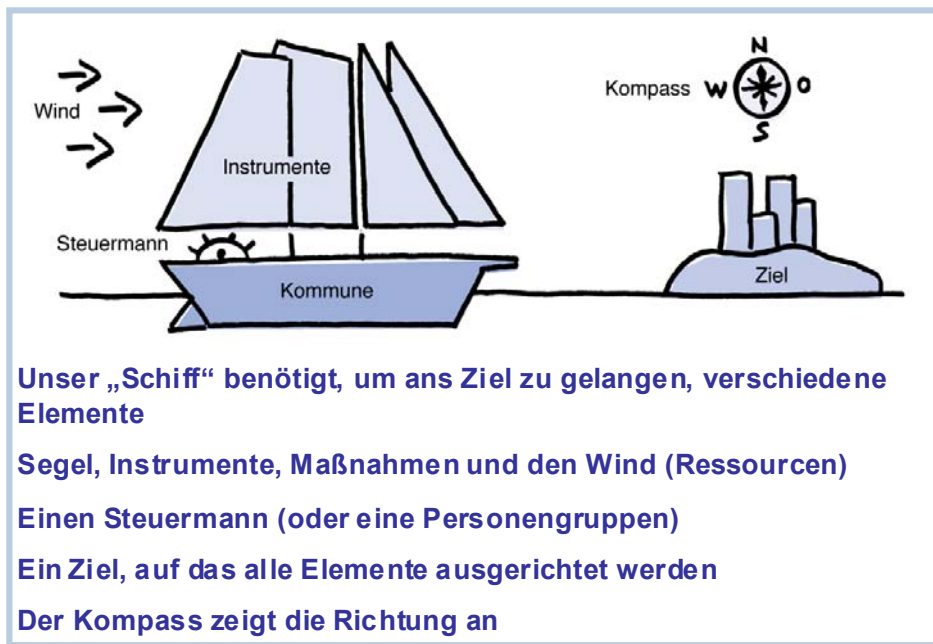 N
Kompass W O
S
Wind
Instrumente
Steuermann
Kommune
Ziel
Unser „Schiff“ benötigt, um ans Ziel zu gelangen, verschiedene
Elemente
Segel, Instrumente, Maßnahmen und den Wind (Ressourcen)
Einen Steuermann (oder eine Personengruppen)
Ein Ziel, auf das alle Elemente ausgerichtet werden
Der Kompass zeigt die Richtung an